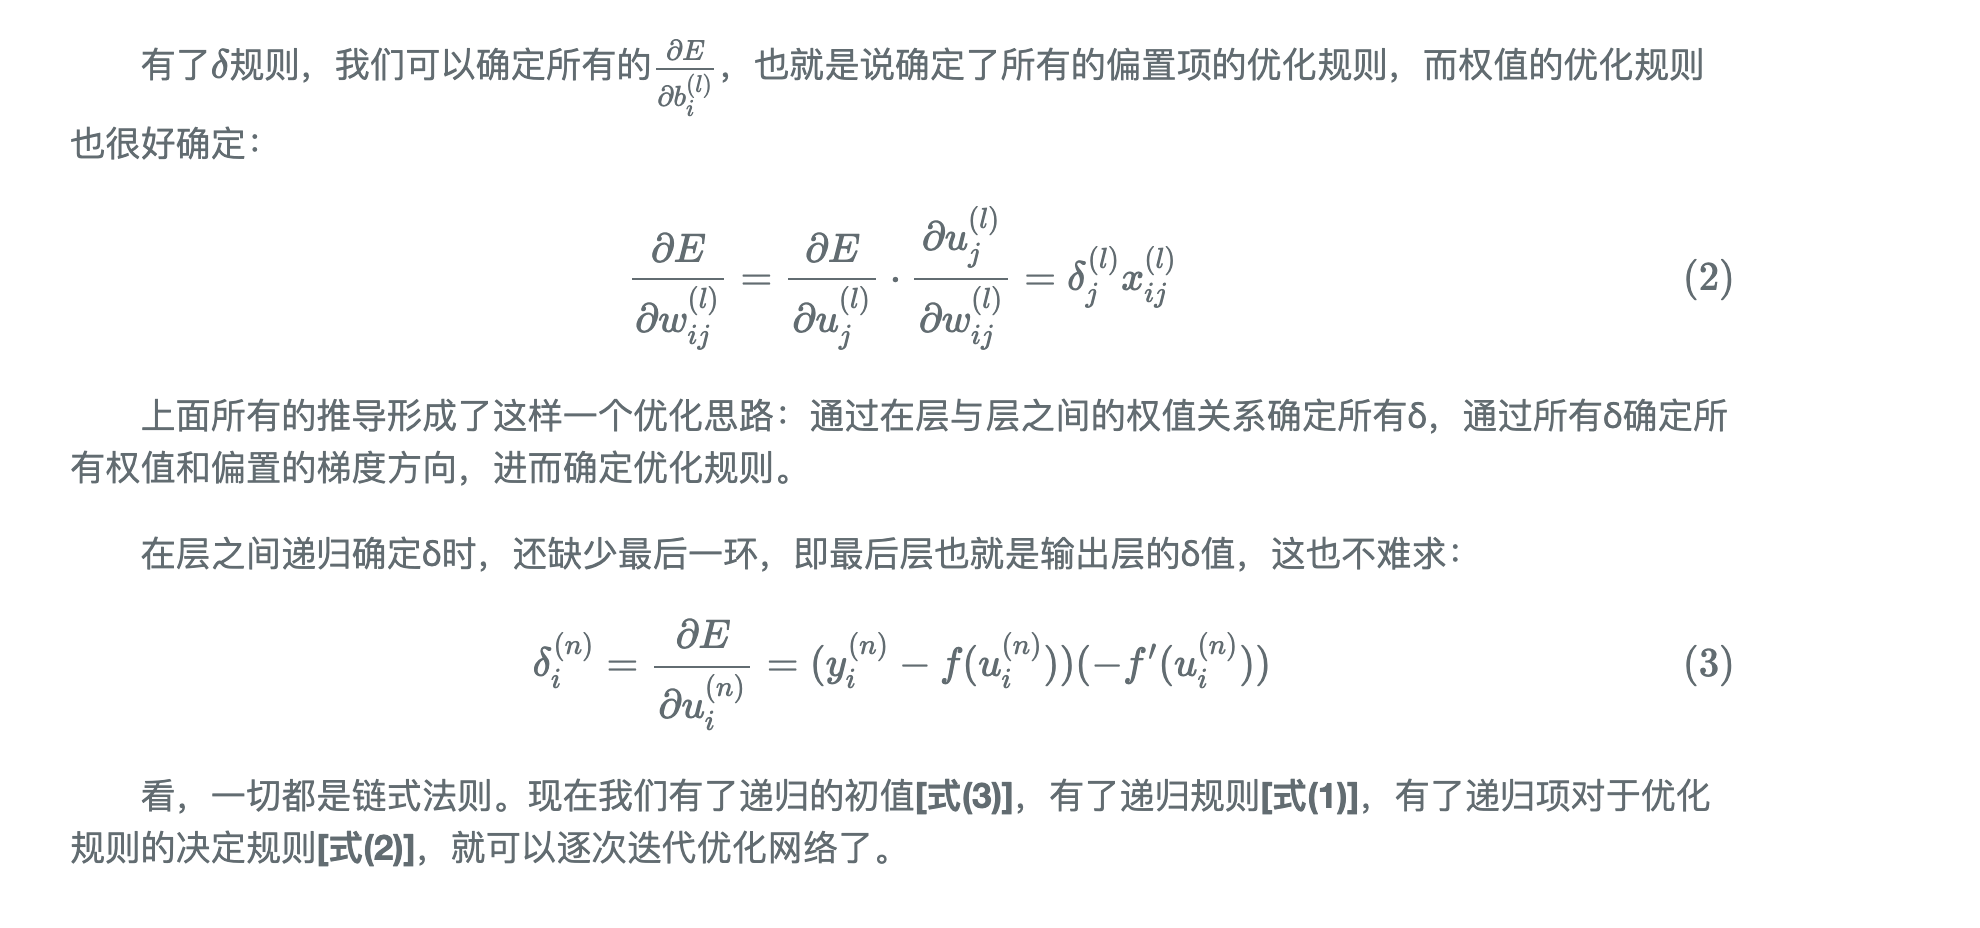 有了δ规则，我们可以确定所有的$\frac{\partial E}{\partial b_i^{(l)}}$，也就是说确定了所有的偏置项的优化规则，而权值的优化规则
也很好确定：
$\frac{\partial E}{\partial w_{ij}^{(l)}} = \frac{\partial E}{\partial u_j^{(l)}} \cdot \frac{\partial u_j^{(l)}}{\partial w_{ij}^{(l)}} = \delta_j^{(l)} x_{ij}^{(l)}$ (2)
上面所有的推导形成了这样一个优化思路：通过在层与层之间的权值关系确定所有δ，通过所有δ确定所
有权值和偏置的梯度方向，进而确定优化规则。
在层之间递归确定δ时，还缺少最后一环，即最后层也就是输出层的δ值，这也不难求：
$\delta_i^{(n)} = \frac{\partial E}{\partial u_i^{(n)}} = (y_i^{(n)} - f(u_i^{(n)}))(-f'(u_i^{(n)}))$ (3)
看，一切都是链式法则。现在我们有了递归的初值[式(3)]，有了递归规则[式(1)]，有了递归项对于优化
规则的决定规则[式(2)]，就可以逐次迭代优化网络了。